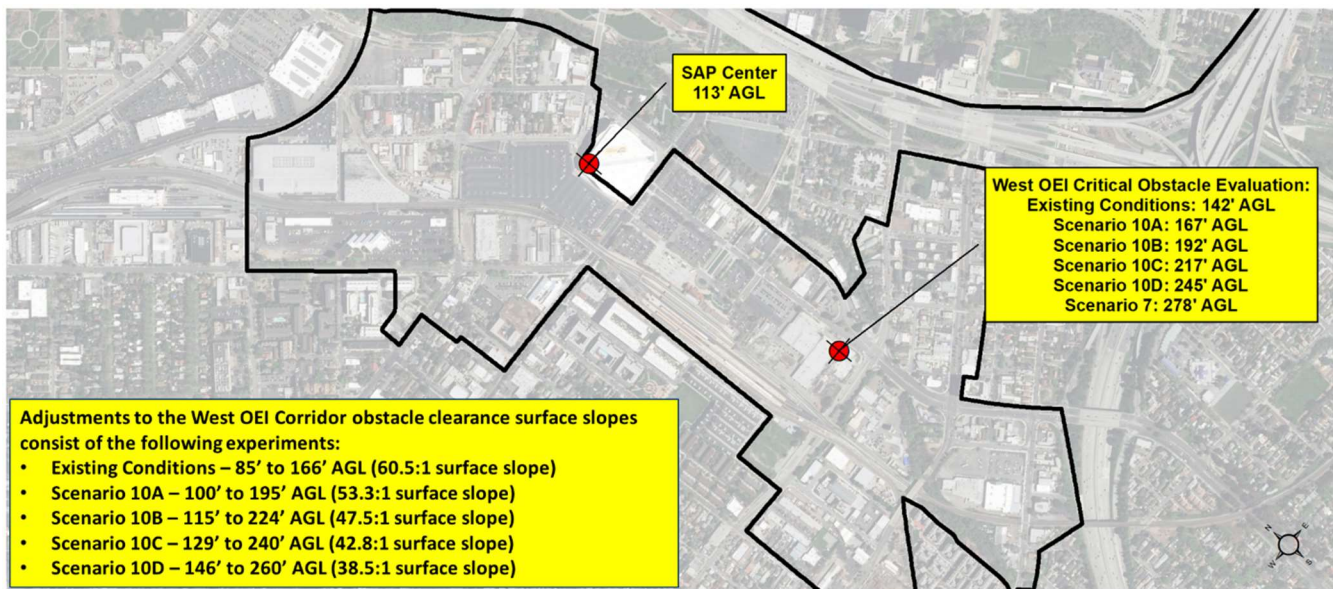 SAP Center
113' AGL
West OEI Critical Obstacle Evaluation:
Existing Conditions: 142' AGL
Scenario 10A: 167' AGL
Scenario 10B: 192' AGL
Scenario 10C: 217' AGL
Scenario 10D: 245' AGL
Scenario 7: 278' AGL
Adjustments to the West OEI Corridor obstacle clearance surface slopes
consist of the following experiments:
• Existing Conditions – 85’ to 166’ AGL (60.5:1 surface slope)
• Scenario 10A – 100’ to 195’ AGL (53.3:1 surface slope)
• Scenario 10B – 115’ to 224’ AGL (47.5:1 surface slope)
• Scenario 10C – 129’ to 240’ AGL (42.8:1 surface slope)
• Scenario 10D – 146’ to 260’ AGL (38.5:1 surface slope)
N
E
W
S